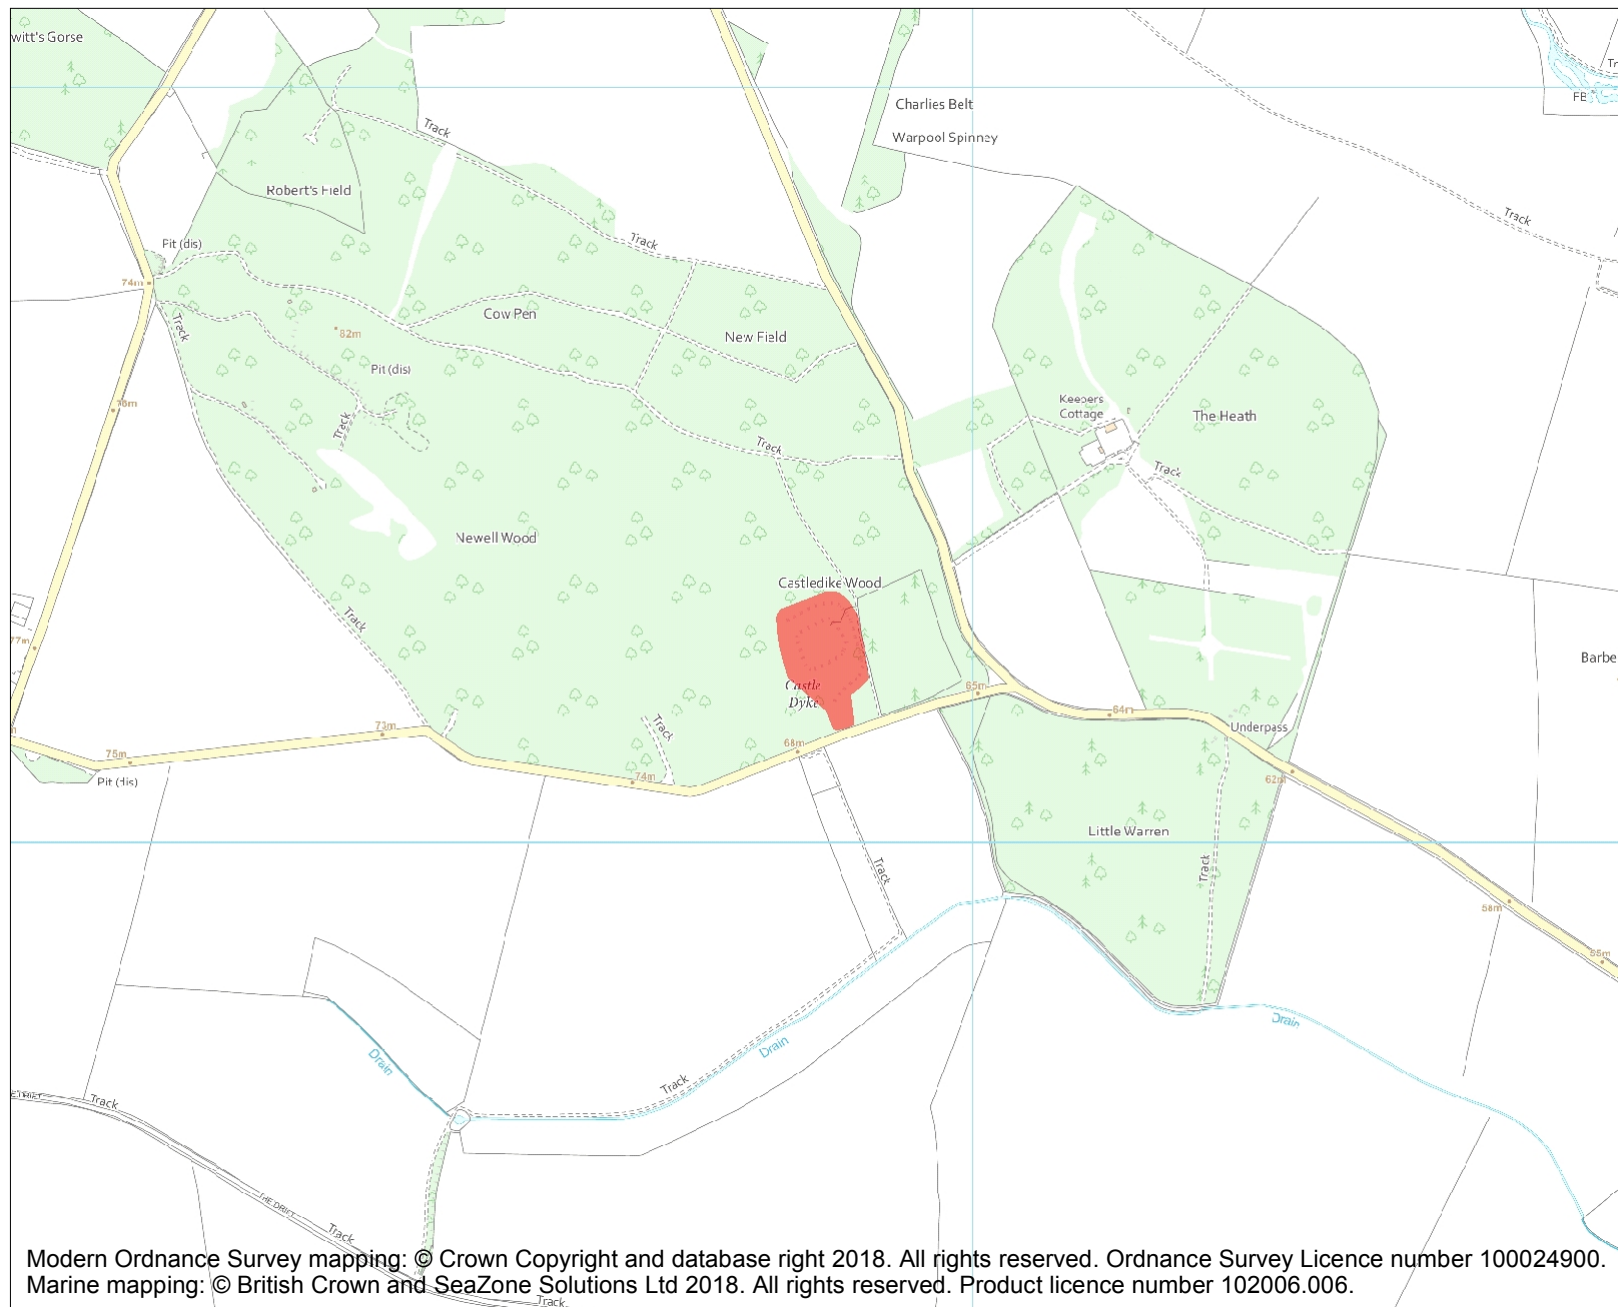 witt's Gorse
Charlies Belt
FB
Track
Warpool Spinney
Robert's Field
Track
Track
Pit (dis)
74m
Cow Pen
Track
82m
New Field
Pit (dis)
Keepers
Cottage
The Heath
Track
Track
Track
Newell Wood
Castledike Wood
Track
77m
Barbe
Castle
Dyke
65m
64m
73m
Track
Underpass
75m
68m
62m
Pit (dis)
74m
Little Warren
Track
Track
58m
55m
Drain
Drain
Drain
Track
Track
THE DRIFT
Track
Modern Ordnance Survey mapping: © Crown Copyright and database right 2018. All rights reserved. Ordnance Survey Licence number 100024900.
Marine mapping: © British Crown and SeaZone Solutions Ltd 2018. All rights reserved. Product licence number 102006.006.
Track